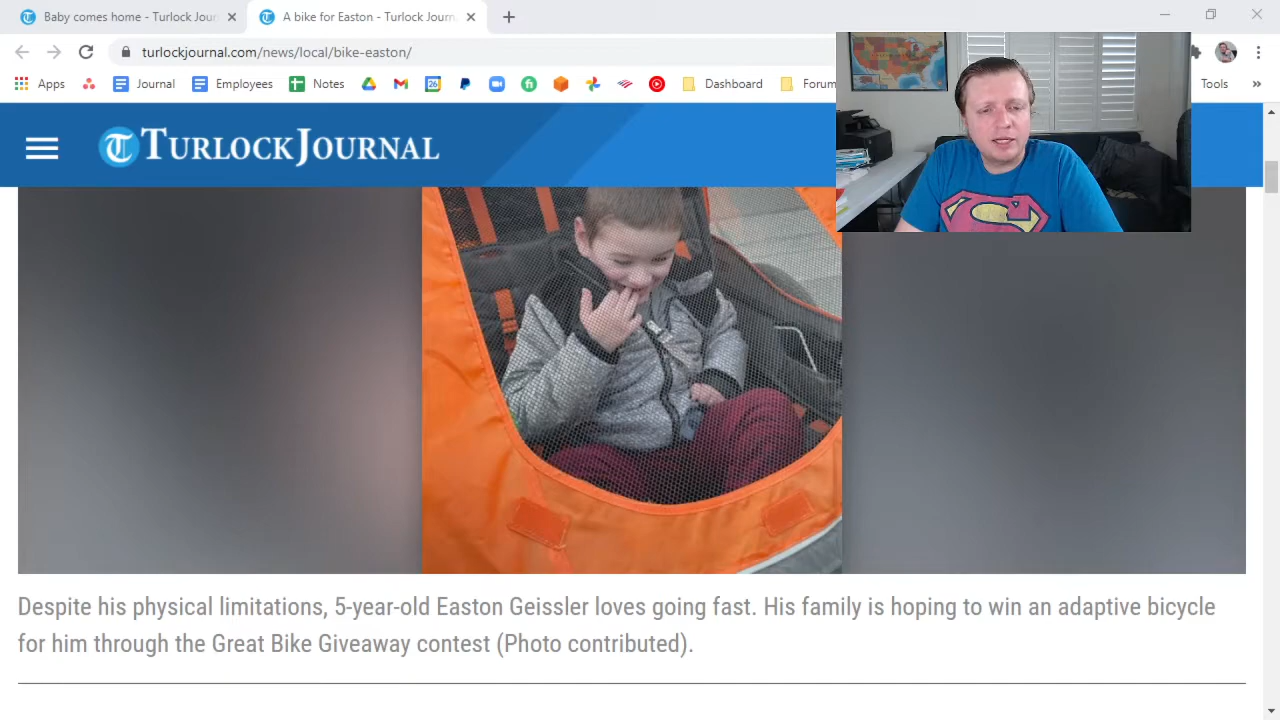 Baby comes home - Turlock Jour
A bike for Easton - Turlock Journ
turlockjournal.com/news/local/bike-easton/
Apps
Journal
Employees
Notes
26
Dashboard
Forum
Tools
TURLOCKJOURNAL
Despite his physical limitations, 5-year-old Easton Geissler loves going fast. His family is hoping to win an adaptive bicycle
for him through the Great Bike Giveaway contest (Photo contributed).